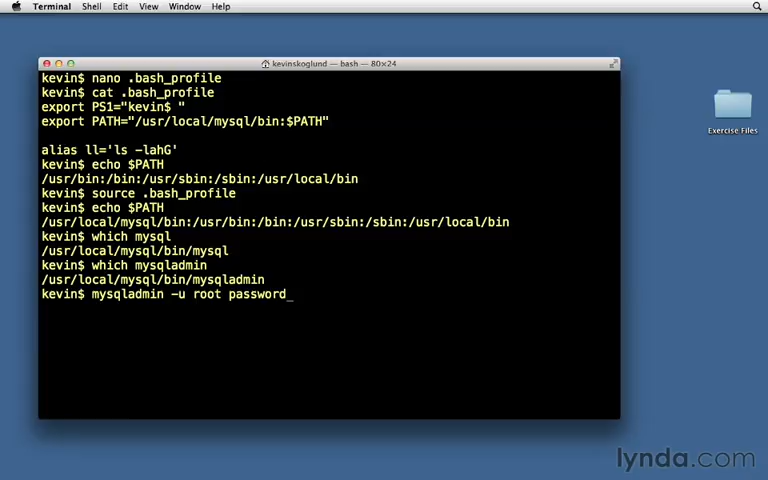 Terminal Shell Edit View Window Help
kevinskoglund — bash — 80×24
kevin$ nano .bash_profile
kevin$ cat .bash_profile
export PS1="kevin$ "
export PATH="/usr/local/mysql/bin:$PATH"
alias ll='ls -lahG'
kevin$ echo $PATH
/usr/bin:/bin:/usr/sbin:/sbin:/usr/local/bin
kevin$ source .bash_profile
kevin$ echo $PATH
/usr/local/mysql/bin:/usr/bin:/bin:/usr/sbin:/sbin:/usr/local/bin
kevin$ which mysql
/usr/local/mysql/bin/mysql
kevin$ which mysqladmin
/usr/local/mysql/bin/mysqladmin
kevin$ mysqladmin -u root password_
Exercise Files
lynda.com